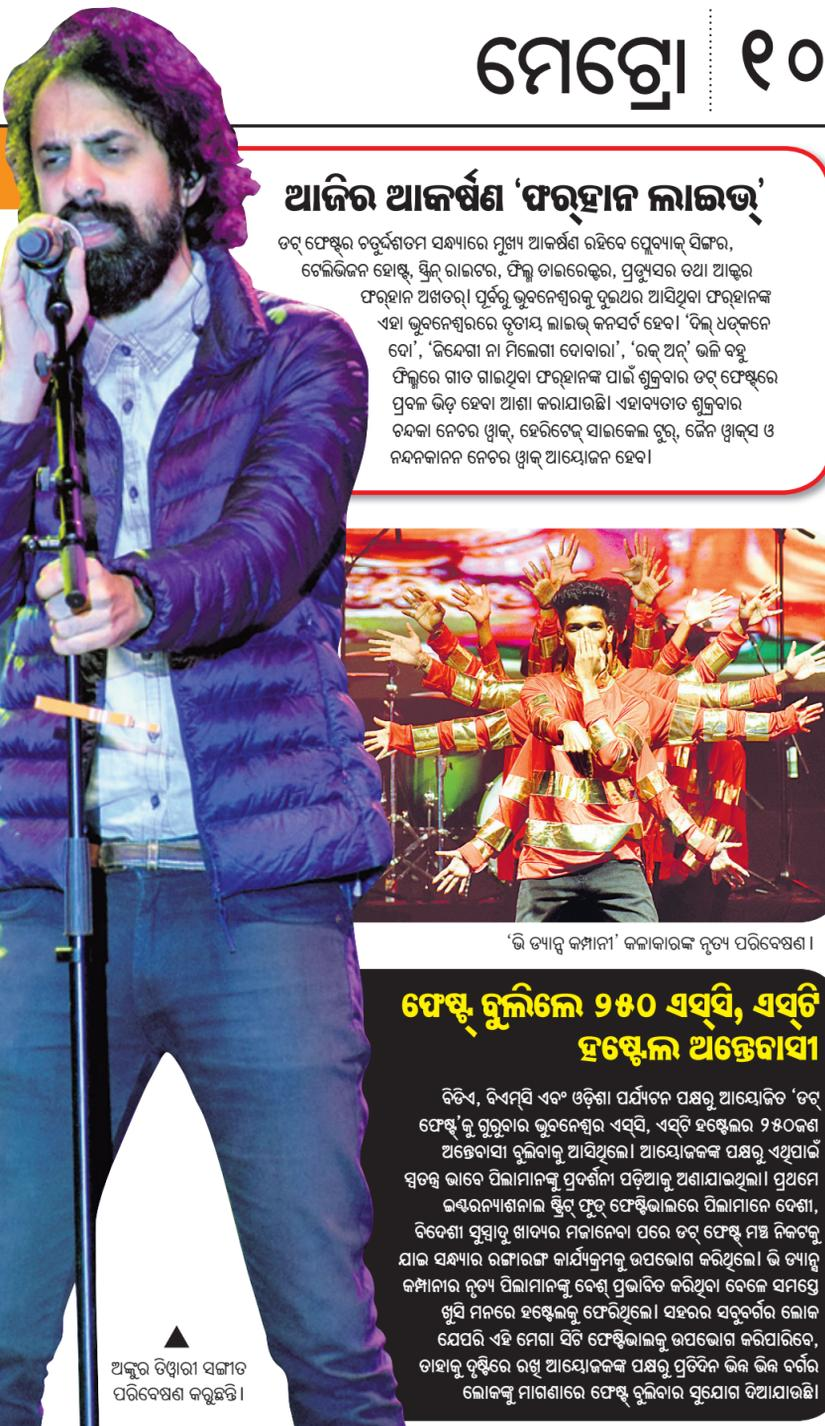 ମେଟ୍ରୋ
୧୦
ଆଜିର ଆକର୍ଷଣ ‘ଫର୍‌ହାନ ଲାଇଭ୍’
ଡଟ୍ ଫେଷ୍ଟ୍‌ର ଚତୁର୍ଦ୍ଦଶତମ ସନ୍ଧ୍ୟାରେ ମୁଖ୍ୟ ଆକର୍ଷଣ ରହିବେ ପ୍ଲେବ୍ୟାକ୍ ସିଙ୍ଗର,
ଟେଲିଭିଜନ ହୋଷ୍ଟ୍, ସ୍କ୍ରିନ୍ ରାଇଟର, ଫିଲ୍ମ ଡାଇରେକ୍ଟର, ପ୍ରଡ୍ୟୁସର ତଥା ଆକ୍ଟର
ଫର୍‌ହାନ ଅଖତର୍। ପୂର୍ବରୁ ଭୁବନେଶ୍ୱରକୁ ଦୁଇଥର ଆସିଥିବା ଫର୍‌ହାନଙ୍କ
ଏହା ଭୁବନେଶ୍ୱରରେ ତୃତୀୟ ଲାଇଭ୍ କନସର୍ଟ ହେବ। ‘ଦିଲ୍ ଧଡ୍‌କନେ
ଦୋ’, ‘ଜିନ୍ଦେଗୀ ନା ମିଲେଗୀ ଦୋବାରା’, ‘ରକ୍ ଅନ୍’ ଭଳି ବହୁ
ଫିଲ୍ମରେ ଗୀତ ଗାଇଥିବା ଫର୍‌ହାନଙ୍କ ପାଇଁ ଶୁକ୍ରବାର ଡଟ୍ ଫେଷ୍ଟ୍‌ରେ
ପ୍ରବଳ ଭିଡ଼ ହେବା ଆଶା କରାଯାଉଛି। ଏହାବ୍ୟତୀତ ଶୁକ୍ରବାର
ଚନ୍ଦକା ନେଚର ୱାକ୍, ହେରିଟେଜ୍ ସାଇକେଲ ଟୁର୍, ଜୈନ ୱାକ୍‌ସ ଓ
ନନ୍ଦନକାନନ ନେଚର ୱାକ୍ ଆୟୋଜନ ହେବ।
‘ଭି ଡ୍ୟାନ୍ସ କମ୍ପାନୀ’ କଳାକାରଙ୍କ ନୃତ୍ୟ ପରିବେଷଣ।
ଫେଷ୍ଟ୍ ବୁଲିଲେ ୨୫୦ ଏସ୍‌ସି, ଏସ୍‌ଟି
ହଷ୍ଟେଲ ଅନ୍ତେବାସୀ
ବିଡିଏ, ବିଏମ୍‌ସି ଏବଂ ଓଡ଼ିଶା ପର୍ଯ୍ୟଟନ ପକ୍ଷରୁ ଆୟୋଜିତ ‘ଡଟ୍
ଫେଷ୍ଟ୍’କୁ ଗୁରୁବାର ଭୁବନେଶ୍ୱର ଏସ୍‌ସି, ଏସ୍‌ଟି ହଷ୍ଟେଲର ୨୫୦ଜଣ
ଅନ୍ତେବାସୀ ବୁଲିବାକୁ ଆସିଥିଲେ। ଆୟୋଜକଙ୍କ ପକ୍ଷରୁ ଏଥିପାଇଁ
ସ୍ୱତନ୍ତ୍ର ଭାବେ ପିଲାମାନଙ୍କୁ ପ୍ରଦର୍ଶନୀ ପଡ଼ିଆକୁ ଅଣାଯାଇଥିଲା। ପ୍ରଥମେ
ଇଣ୍ଟରନ୍ୟାଶନାଲ ଷ୍ଟ୍ରିଟ୍ ଫୁଡ୍ ଫେଷ୍ଟିଭାଲରେ ପିଲାମାନେ ଦେଶୀ,
ବିଦେଶୀ ସୁସ୍ୱାଦୁ ଖାଦ୍ୟର ମଜାନେବା ପରେ ଡଟ୍ ଫେଷ୍ଟ୍ ମଞ୍ଚ ନିକଟକୁ
ଯାଇ ସନ୍ଧ୍ୟାର ରଙ୍ଗାରଙ୍ଗ କାର୍ଯ୍ୟକ୍ରମକୁ ଉପଭୋଗ କରିଥିଲେ। ଭି ଡ୍ୟାନ୍ସ
କମ୍ପାନୀର ନୃତ୍ୟ ପିଲାମାନଙ୍କୁ ବେଶ୍ ପ୍ରଭାବିତ କରିଥିବା ବେଳେ ସମସ୍ତେ
ଖୁସି ମନରେ ହଷ୍ଟେଲକୁ ଫେରିଥିଲେ। ସହରର ସବୁବର୍ଗର ଲୋକ
ଯେପରି ଏହି ମେଗା ସିଟି ଫେଷ୍ଟିଭାଲକୁ ଉପଭୋଗ କରିପାରିବେ,
ତାହାକୁ ଦୃଷ୍ଟିରେ ରଖି ଆୟୋଜକଙ୍କ ପକ୍ଷରୁ ପ୍ରତିଦିନ ଭିନ୍ନ ଭିନ୍ନ ବର୍ଗର
ଲୋକଙ୍କୁ ମାଗଣାରେ ଫେଷ୍ଟ୍ ବୁଲିବାର ସୁଯୋଗ ଦିଆଯାଉଛି।
ଅଙ୍କୁର ତିୱାରୀ ସଙ୍ଗୀତ
ପରିବେଷଣ କରୁଛନ୍ତି।